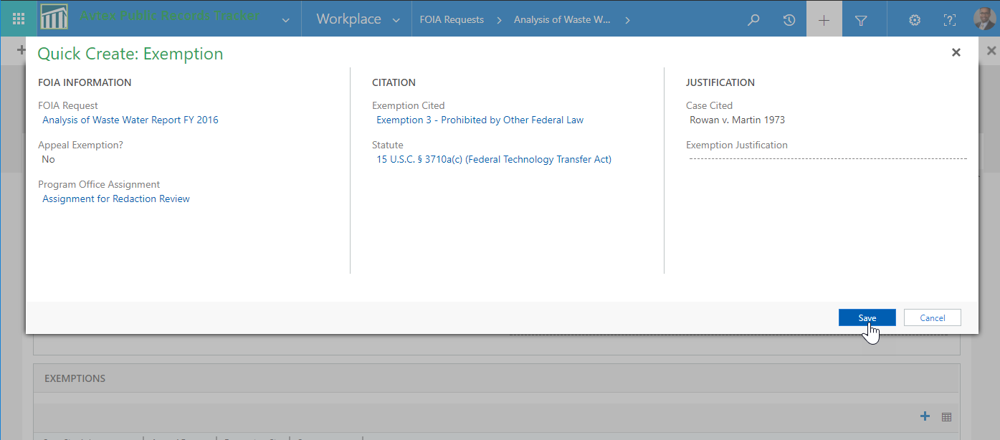 Avtex Public Records Tracker
Workplace
FOIA Requests
Analysis of Waste W...
Quick Create: Exemption
FOIA INFORMATION
FOIA Request
Analysis of Waste Water Report FY 2016
Appeal Exemption?
No
Program Office Assignment
Assignment for Redaction Review
CITATION
Exemption Cited
Exemption 3 - Prohibited by Other Federal Law
Statute
15 U.S.C. § 3710a(c) (Federal Technology Transfer Act)
JUSTIFICATION
Case Cited
Rowan v. Martin 1973
Exemption Justification
Save
Cancel
EXEMPTIONS